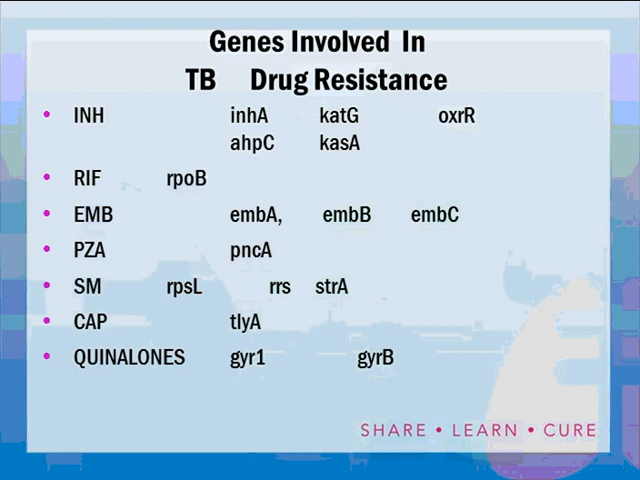 Genes Involved In
TB Drug Resistance
• INH inhA katG oxrR
ahpC kasA
• RIF rpoB
• EMB embA, embB embC
• PZA pncA
• SM rpsL rrs strA
• CAP tlyA
• QUINALONES gyr1 gyrB
SHARE • LEARN • CURE